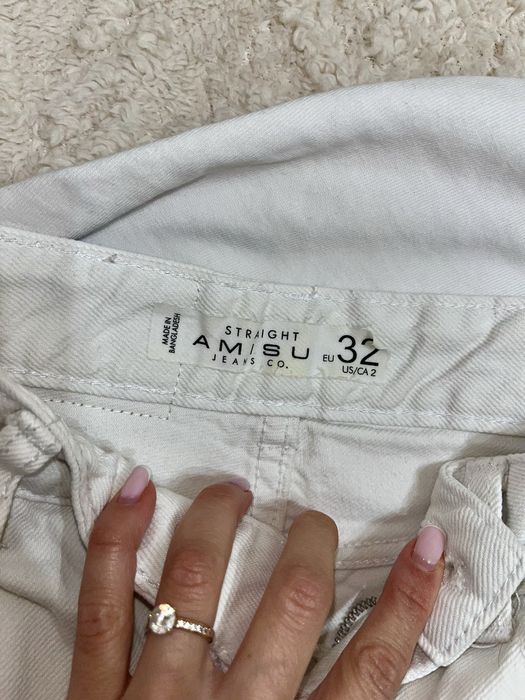 MADE IN
BANGLADESH
STRAIGHT
AMISU
JEANS CO.
EU 32
US/CA 2